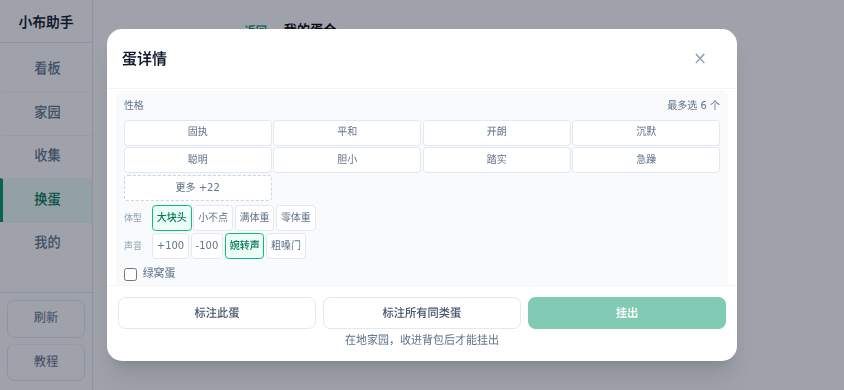 小布助手
看板
家园
收集
换蛋
我的
刷新
教程
蛋详情
×
性格
最多选 6 个
固执 平和 开朗 沉默
聪明 胆小 踏实 急躁
更多 +22
体型 大块头 小不点 满体重 零体重
声音 +100 -100 婉转声 粗嗓门
绿窝蛋
标注此蛋 标注所有同类蛋 挂出
在地家园，收进背包后才能挂出